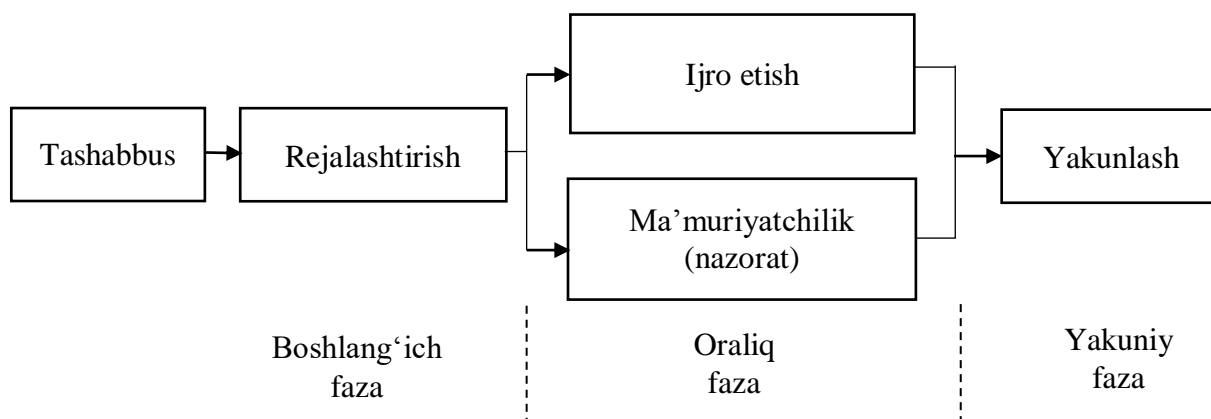 Tashabbus
Rejalashtirish
Ijro etish
Ma’muriyatchilik
(nazorat)
Yakunlash
Boshlang‘ich
faza
Oraliq
faza
Yakuniy
faza